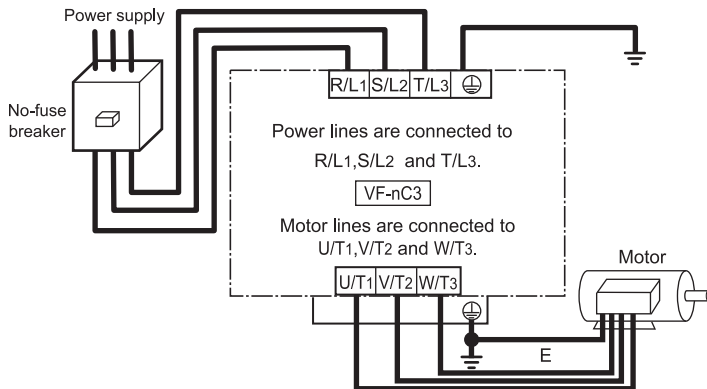 Power supply
No-fuse
breaker
R/L1 S/L2 T/L3
Power lines are connected to
R/L1,S/L2 and T/L3.
VF-nC3
Motor lines are connected to
U/T1,V/T2 and W/T3.
U/T1 V/T2 W/T3
Motor
E